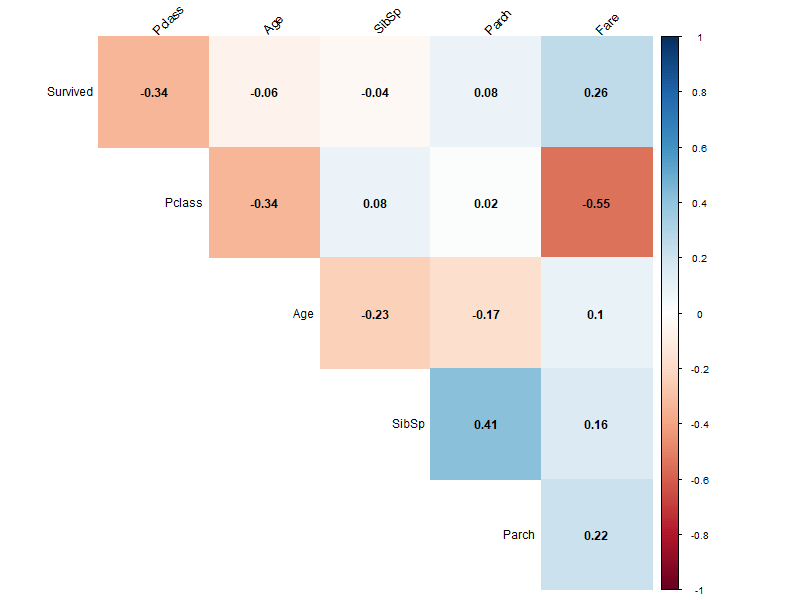 Pclass Age SibSp Parch Fare
1
Survived -0.34 -0.06 -0.04 0.08 0.26
0.8
0.6
Pclass -0.34 0.08 0.02 -0.55
0.4
0.2
Age -0.23 -0.17 0.1
0
-0.2
SibSp 0.41 0.16
-0.4
-0.6
Parch 0.22
-0.8
-1